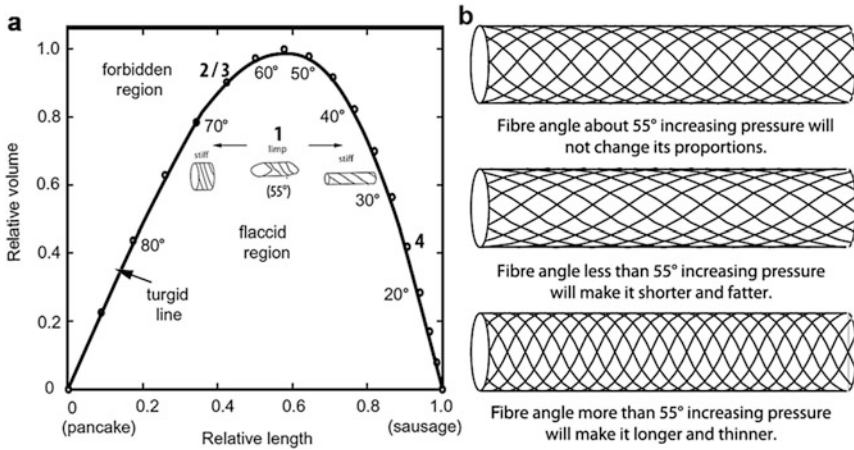 a
1.0
0.8
0.6
0.4
0.2
0
Relative volume
forbidden
region
2/3
60°
50°
70°
40°
1
limp
stiff
stiff
(55°)
30°
80°
flaccid
region
4
20°
turgid
line
0
0.2
0.4
0.6
0.8
1.0
(pancake)
Relative length
(sausage)
b
Fibre angle about 55° increasing pressure will
not change its proportions.
Fibre angle less than 55° increasing pressure
will make it shorter and fatter.
Fibre angle more than 55° increasing pressure
will make it longer and thinner.